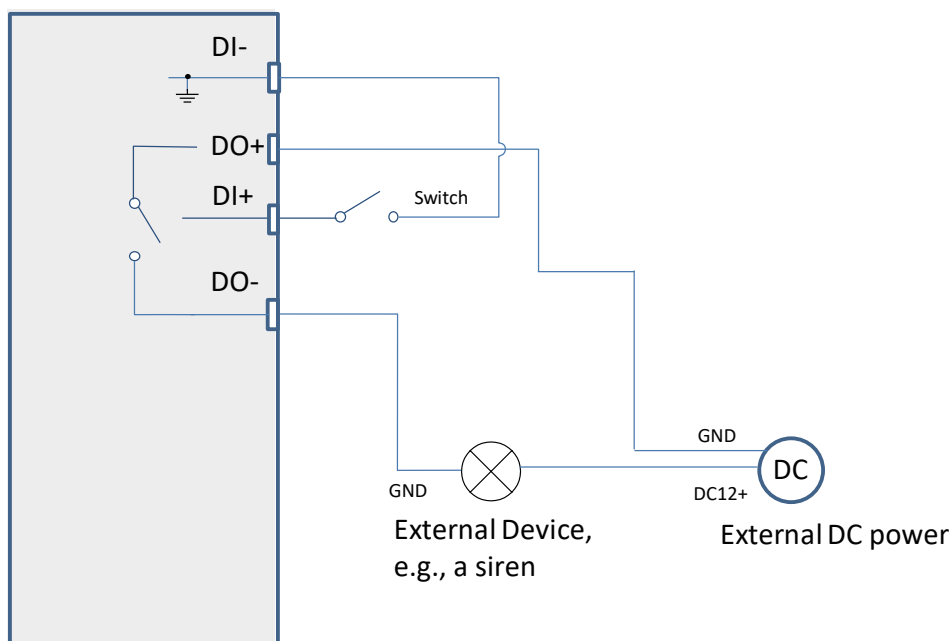 DI-
DO+
DI+
Switch
DO-
GND
DC
GND
DC12+
External Device,
e.g., a siren
External DC power